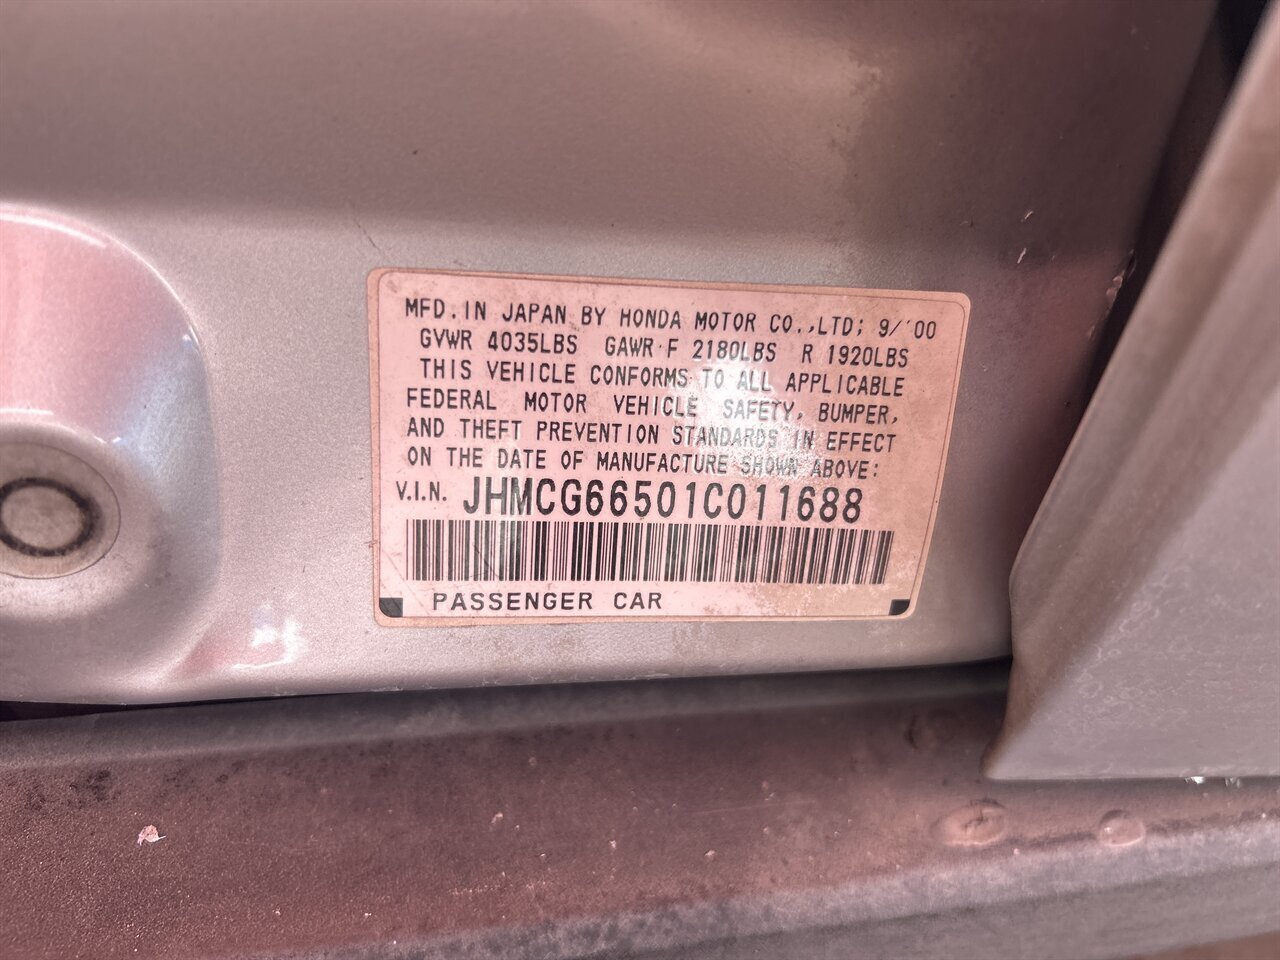 MFD. IN JAPAN BY HONDA MOTOR CO.,LTD; 9/'00
GVWR 4035LBS GAWR F 2180LBS R 1920LBS
THIS VEHICLE CONFORMS TO ALL APPLICABLE
FEDERAL MOTOR VEHICLE SAFETY, BUMPER,
AND THEFT PREVENTION STANDARDS IN EFFECT
ON THE DATE OF MANUFACTURE SHOWN ABOVE:
V.I.N. JHMCG66501C011688
PASSENGER CAR